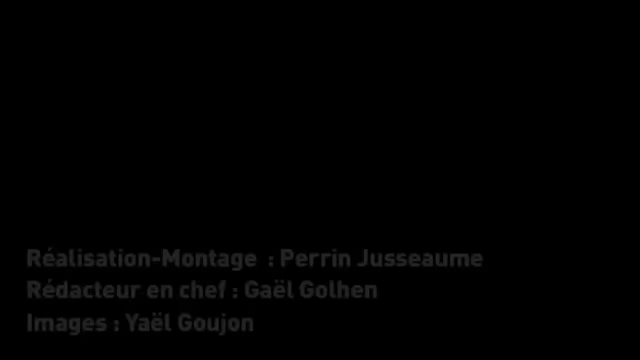 Réalisation-Montage : Perrin Jusseaume
Rédacteur en chef : Gaël Golhen
Images : Yaël Goujon